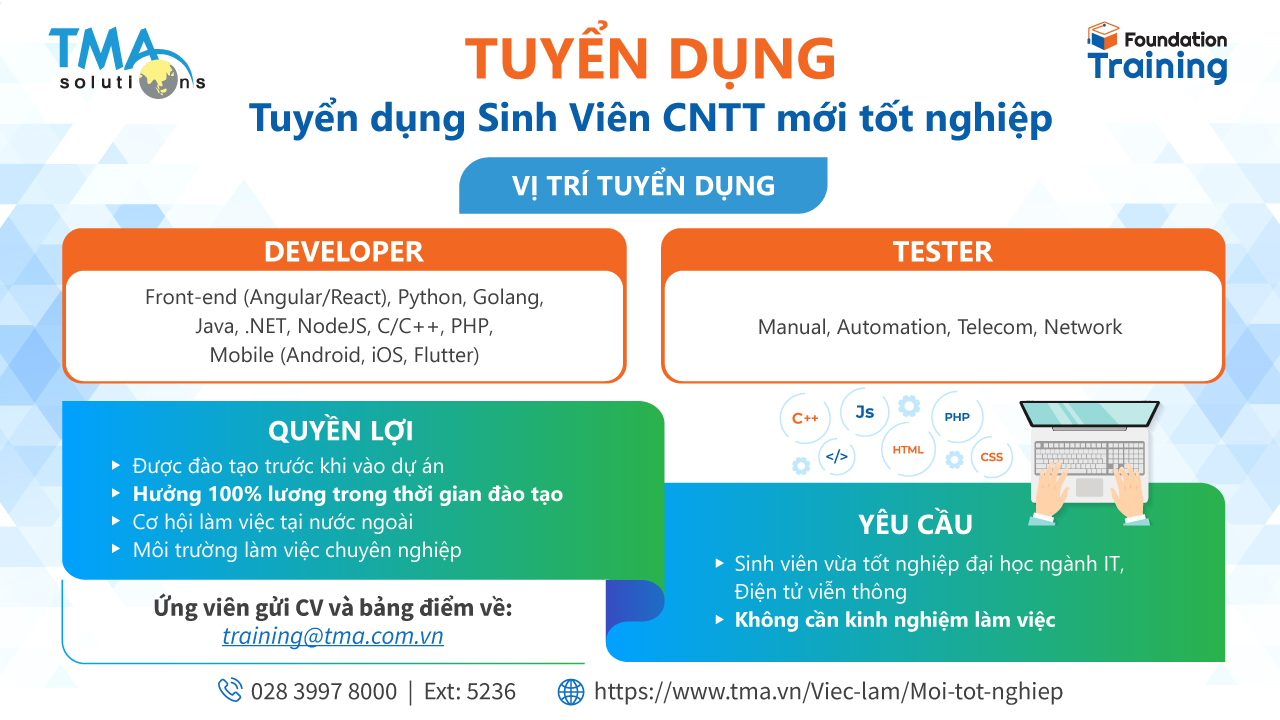 TMA
solutions
TUYỂN DỤNG
Foundation
Training
Tuyển dụng Sinh Viên CNTT mới tốt nghiệp
VỊ TRÍ TUYỂN DỤNG
DEVELOPER
Front-end (Angular/React), Python, Golang,
Java, .NET, NodeJS, C/C++, PHP,
Mobile (Android, iOS, Flutter)
TESTER
Manual, Automation, Telecom, Network
QUYỀN LỢI
Được đào tạo trước khi vào dự án
Hưởng 100% lương trong thời gian đào tạo
Cơ hội làm việc tại nước ngoài
Môi trường làm việc chuyên nghiệp
C++
Js
PHP
</>
HTML
CSS
YÊU CẦU
Sinh viên vừa tốt nghiệp đại học ngành IT,
Điện tử viễn thông
Không cần kinh nghiệm làm việc
Ứng viên gửi CV và bảng điểm về:
training@tma.com.vn
028 3997 8000 | Ext: 5236
https://www.tma.vn/Viec-lam/Moi-tot-nghiep